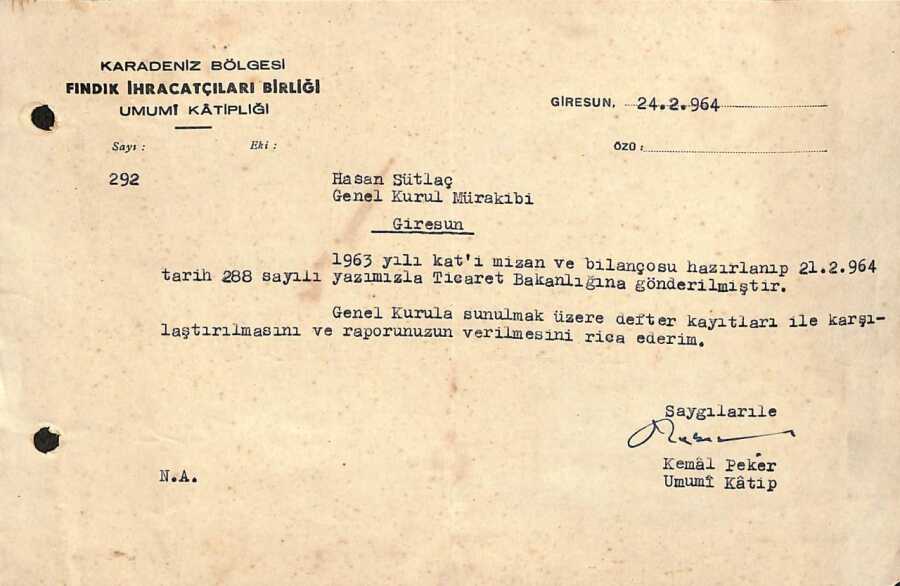 KARADENİZ BÖLGESİ
FINDIK İHRACATÇILARI BİRLİĞİ
UMUMÎ KÂTİPLİĞİ
GİRESUN, 24.2.964
Sayı : Eki :
ÖZÜ :
292
Hasan Sütlaç
Genel Kurul Mürakibi
Giresun
1963 yılı kat'i mizan ve bilançosu hazırlanıp 21.2.964
tarih 288 sayılı yazımızla Ticaret Bakanlığına gönderilmiştir.
Genel Kurula sunulmak üzere defter kayıtları ile karşı-
laştırılmasını ve raporunuzun verilmesini rica ederim.
Saygılarıle
Kemâl Peker
Umumî Kâtip
N.A.